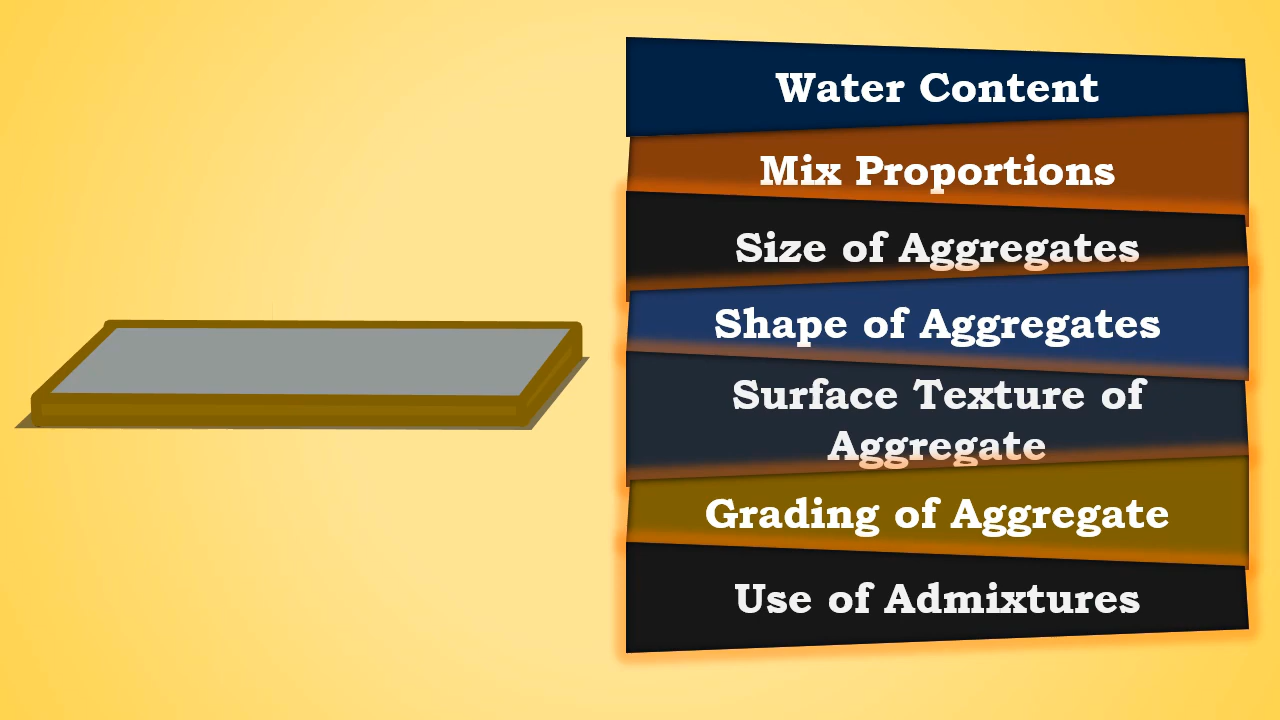 Water Content
Mix Proportions
Size of Aggregates
Shape of Aggregates
Surface Texture of
Aggregate
Grading of Aggregate
Use of Admixtures